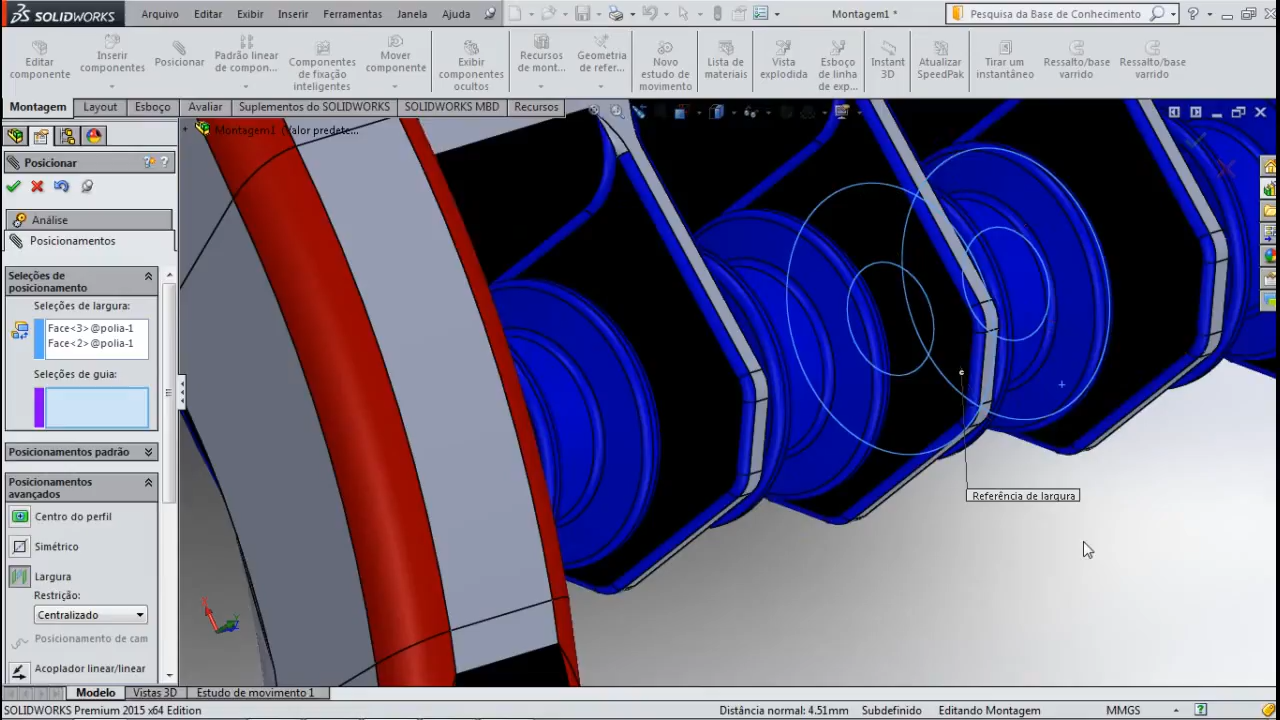 SOLIDWORKS
Arquivo
Editar
Exibir
Inserir
Ferramentas
Janela
Ajuda
Montagem1 *
Pesquisa da Base de Conhecimento
Editar
componente
Inserir
componentes
Posicionar
Padrão linear
de compon...
Componentes
de fixação
inteligentes
Mover
componente
Exibir
componentes
ocultos
Recursos
de mont...
Geometria
de refer...
Novo
estudo de
movimento
Lista de
materiais
Vista
explodida
Esboço
de linha
de exp...
Instant
3D
Atualizar
SpeedPak
Tirar um
instantâneo
Ressalto/base
varrido
Ressalto/base
varrido
Montagem
Layout
Esboço
Avaliar
Suplementos do SOLIDWORKS
SOLIDWORKS MBD
Recursos
Montagem1 (Valor predete...
Posicionar
Análise
Posicionamentos
Seleções de
posicionamento
Seleções de largura:
Face<3>@polia-1
Face<2>@polia-1
Seleções de guia:
Posicionamentos padrão
Posicionamentos
avançados
Centro do perfil
Simétrico
Largura
Restrição:
Centralizado
Posicionamento de cam
Acoplador linear/linear
Referência de largura
Modelo
Vistas 3D
Estudo de movimento 1
SOLIDWORKS Premium 2015 x64 Edition
Distância normal: 4.51mm
Subdefinido
Editando Montagem
MMGS